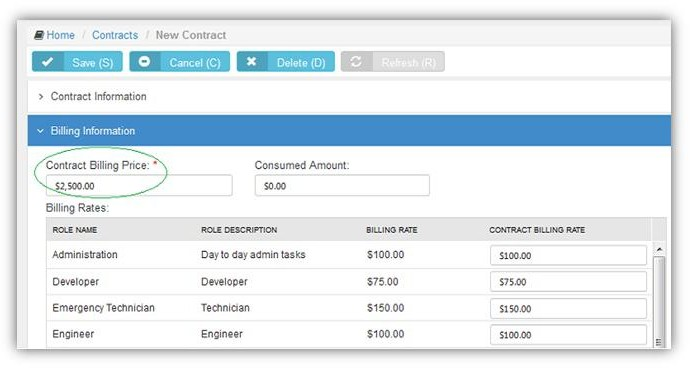 Home / Contracts / New Contract
Save (S) Cancel (C) Delete (D) Refresh (R)
Contract Information
Billing Information
Contract Billing Price: * Consumed Amount:
$2,500.00 $0.00
Billing Rates:
ROLE NAME ROLE DESCRIPTION BILLING RATE CONTRACT BILLING RATE
Administration Day to day admin tasks $100.00 $100.00
Developer Developer $75.00 $75.00
Emergency Technician Technician $150.00 $150.00
Engineer Engineer $100.00 $100.00